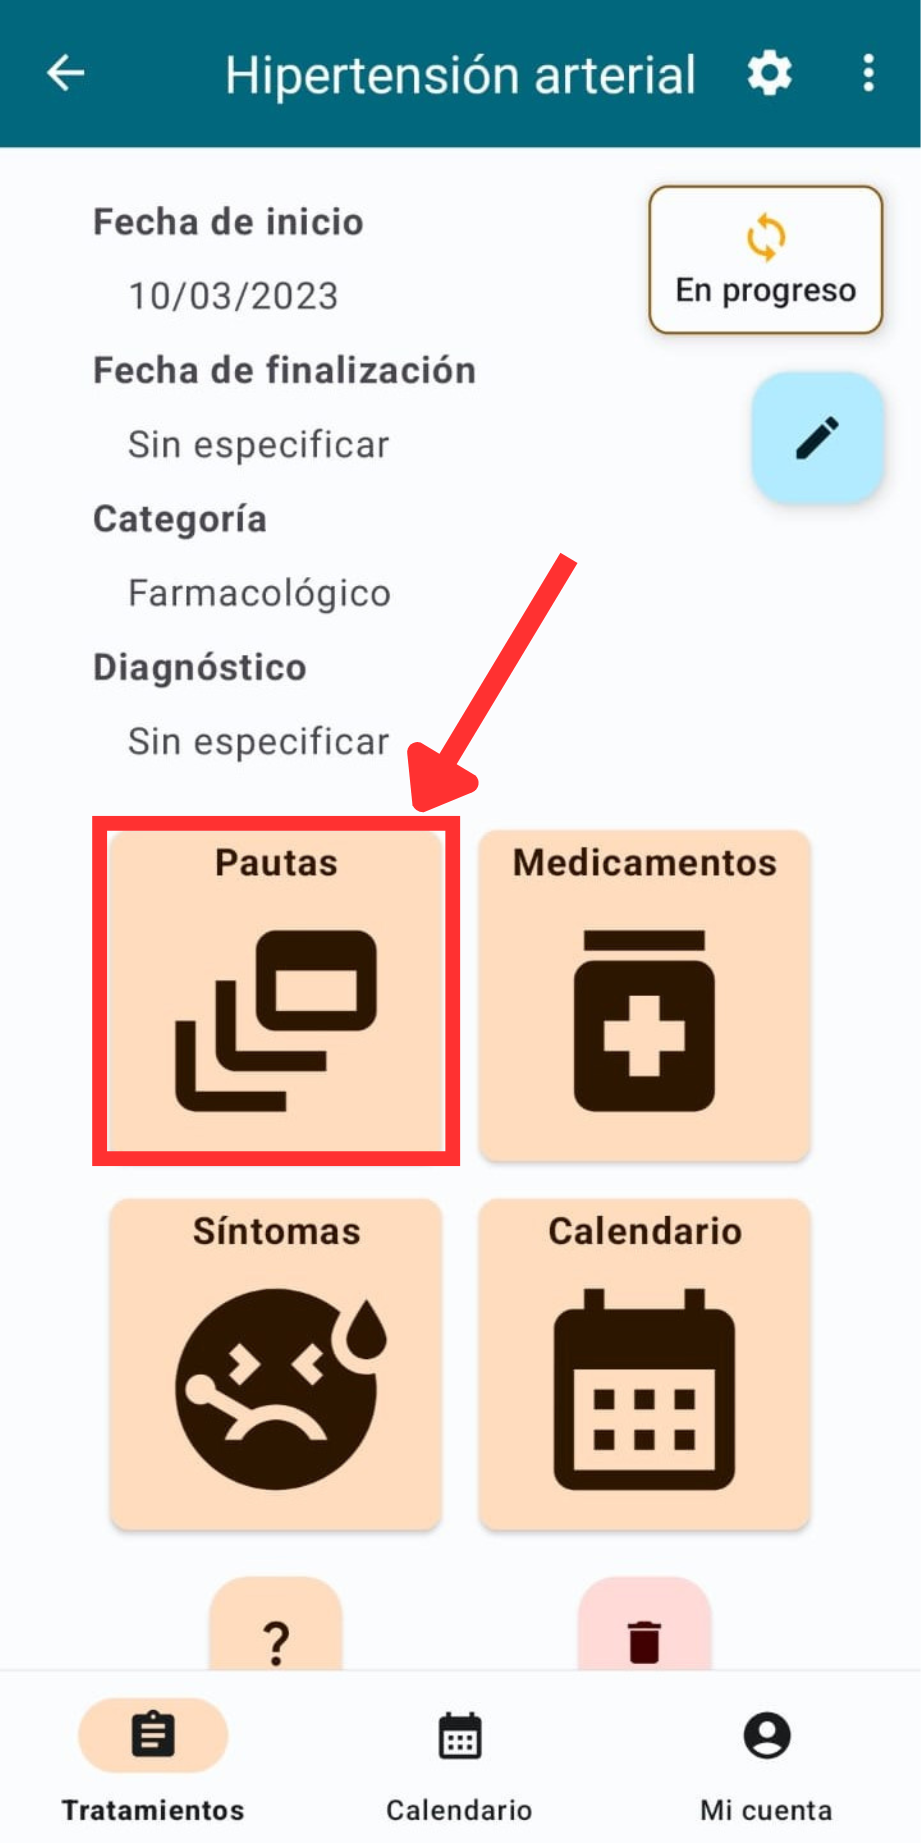 Hipertensión arterial
Fecha de inicio
10/03/2023
En progreso
Fecha de finalización
Sin especificar
Categoría
Farmacológico
Diagnóstico
Sin especificar
Pautas
Medicamentos
Síntomas
Calendario
?
Tratamientos
Calendario
Mi cuenta